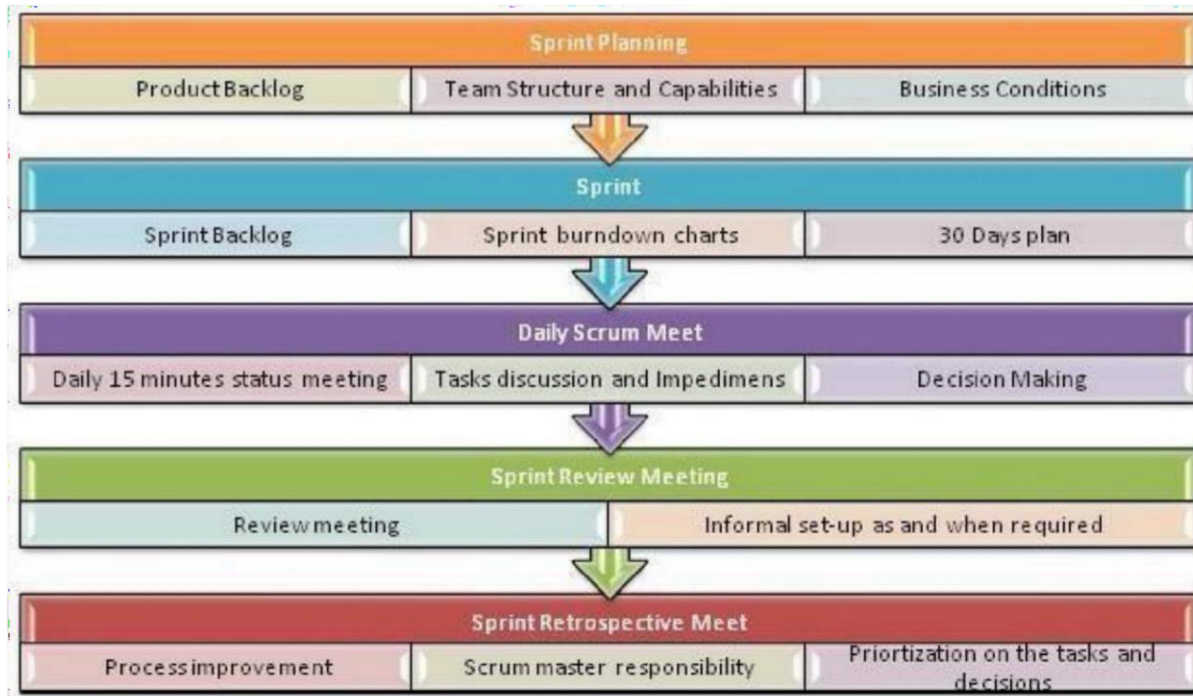 Sprint Planning
Product Backlog
Team Structure and Capabilities
Business Conditions
Sprint
Sprint Backlog
Sprint burndown charts
30 Days plan
Daily Scrum Meet
Daily 15 minutes status meeting
Tasks discussion and Impedimens
Decision Making
Sprint Review Meeting
Review meeting
Informal set-up as and when required
Sprint Retrospective Meet
Process improvement
Scrum master responsibility
Priortization on the tasks and
decisions